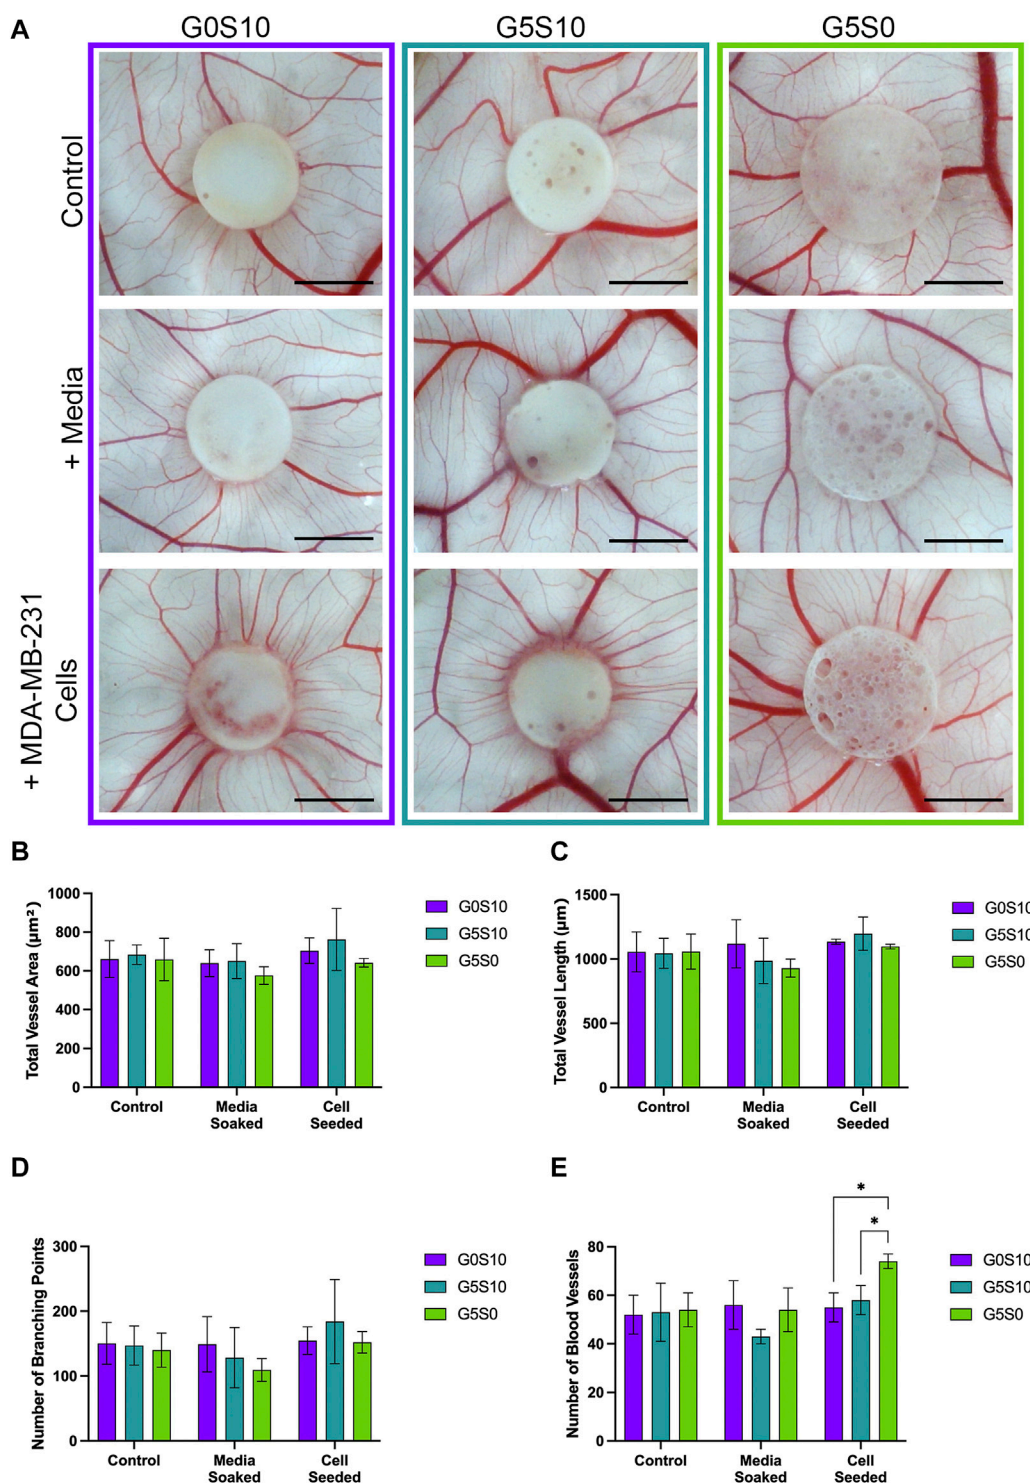 A
G0S10
G5S10
G5S0
Control
+ Media
+ MDA-MB-231
Cells
B
Total Vessel Area (µm²)
1000
800
600
400
200
0
Control
Media
Soaked
Cell
Seeded
G0S10
G5S10
G5S0
C
Total Vessel Length (µm)
1500
1000
500
0
Control
Media
Soaked
Cell
Seeded
G0S10
G5S10
G5S0
D
Number of Branching Points
300
200
100
0
Control
Media
Soaked
Cell
Seeded
G0S10
G5S10
G5S0
E
Number of Blood Vessels
80
60
40
20
0
*
*
Control
Media
Soaked
Cell
Seeded
G0S10
G5S10
G5S0